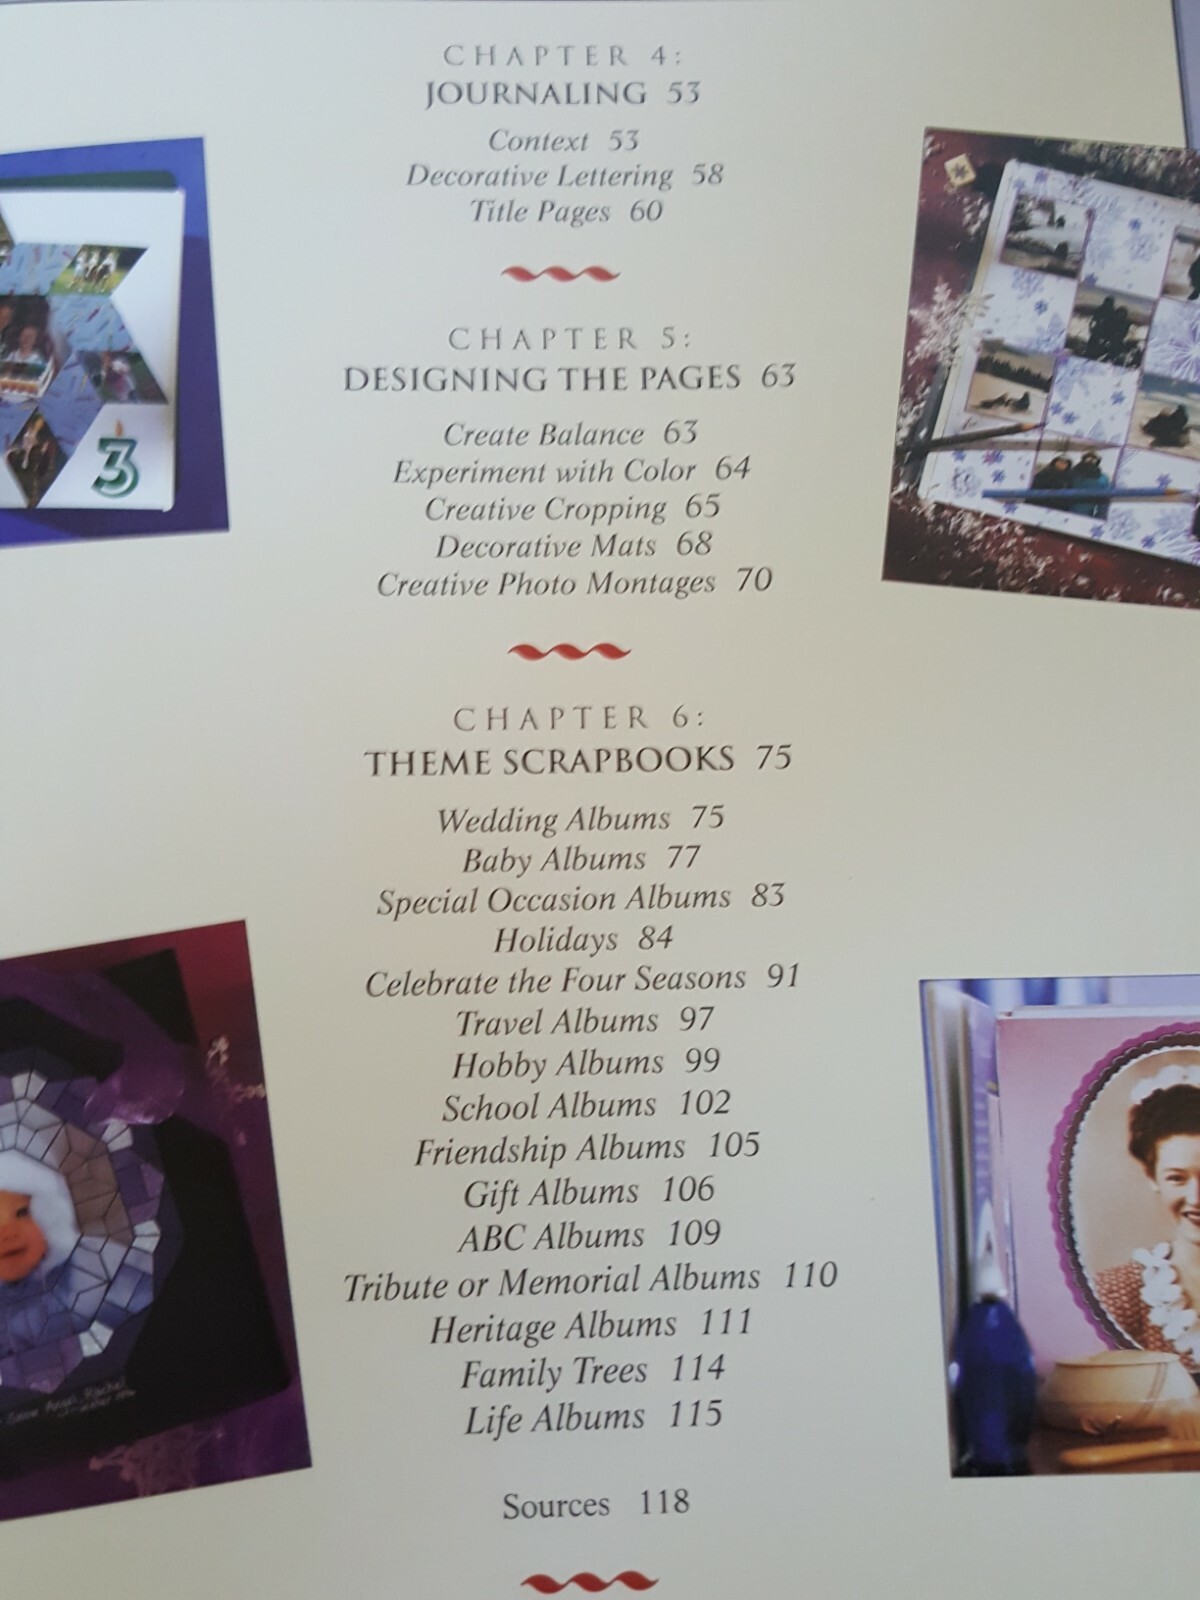 CHAPTER 4:
JOURNALING 53
Context 53
Decorative Lettering 58
Title Pages 60
CHAPTER 5:
DESIGNING THE PAGES 63
Create Balance 63
Experiment with Color 64
Creative Cropping 65
Decorative Mats 68
Creative Photo Montages 70
3
CHAPTER 6:
THEME SCRAPBOOKS 75
Wedding Albums 75
Baby Albums 77
Special Occasion Albums 83
Holidays 84
Celebrate the Four Seasons 91
Travel Albums 97
Hobby Albums 99
School Albums 102
Friendship Albums 105
Gift Albums 106
ABC Albums 109
Tribute or Memorial Albums 110
Heritage Albums 111
Family Trees 114
Life Albums 115
Snow Angel Rachel
Sources 118